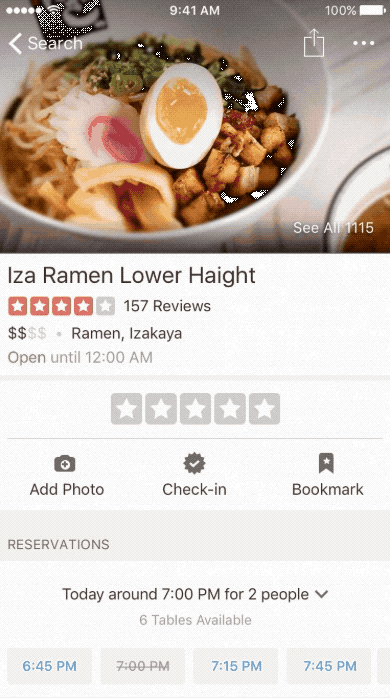 9:41 AM 100%
Search
See All 1115
Iza Ramen Lower Haight
157 Reviews
$$$$ • Ramen, Izakaya
Open until 12:00 AM
Add Photo Check-in Bookmark
RESERVATIONS
Today around 7:00 PM for 2 people
6 Tables Available
6:45 PM 7:00 PM 7:15 PM 7:45 PM